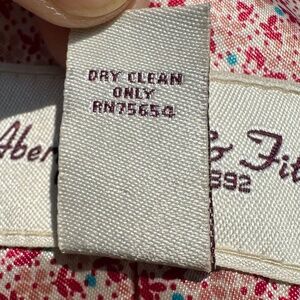 DRY CLEAN
ONLY
RN75654
Aber & Fit
892